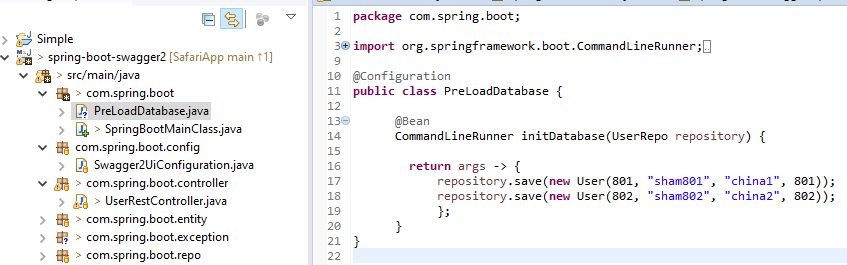 Simple
> spring-boot-swagger2 [SafariApp main ↑1]
> src/main/java
> com.spring.boot
PreLoadDatabase.java
> SpringBootMainClass.java
com.spring.boot.config
Swagger2UiConfiguration.java
> com.spring.boot.controller
> UserRestController.java
> com.spring.boot.entity
> com.spring.boot.exception
> com.spring.boot.repo
1 package com.spring.boot;
2
3 import org.springframework.boot.CommandLineRunner;
9
10 @Configuration
11 public class PreLoadDatabase {
12
13 @Bean
14 CommandLineRunner initDatabase(UserRepo repository) {
15
16 return args -> {
17 repository.save(new User(801, "sham801", "china1", 801));
18 repository.save(new User(802, "sham802", "china2", 802));
19 };
20 }
21 }
22